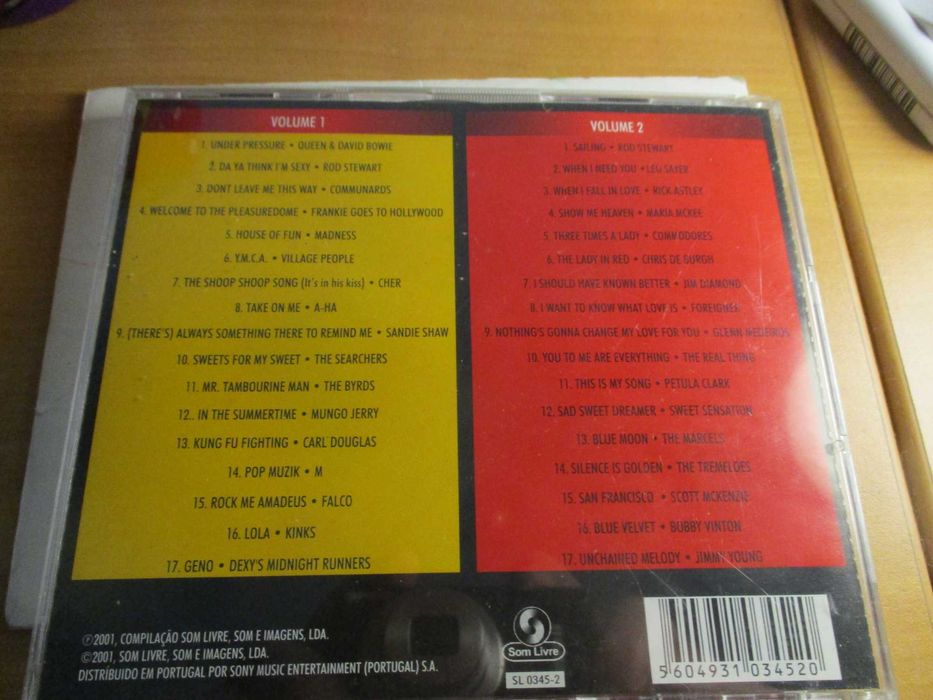 VOLUME 1
1. UNDER PRESSURE • QUEEN & DAVID BOWIE
2. DA YA THINK I'M SEXY • ROD STEWART
3. DONT LEAVE ME THIS WAY • COMMUNARDS
4. WELCOME TO THE PLEASUREDOME • FRANKIE GOES TO HOLLYWOOD
5. HOUSE OF FUN • MADNESS
6. Y.M.C.A. • VILLAGE PEOPLE
7. THE SHOOP SHOOP SONG (It's in his kiss) • CHER
8. TAKE ON ME • A-HA
9. (THERE'S) ALWAYS SOMETHING THERE TO REMIND ME • SANDIE SHAW
10. SWEETS FOR MY SWEET • THE SEARCHERS
11. MR. TAMBOURINE MAN • THE BYRDS
12.. IN THE SUMMERTIME • MUNGO JERRY
13. KUNG FU FIGHTING • CARL DOUGLAS
14. POP MUZIK • M
15. ROCK ME AMADEUS • FALCO
16. LOLA • KINKS
17. GENO • DEXY'S MIDNIGHT RUNNERS
VOLUME 2
1. SAILING • ROD STEWART
2. WHEN I NEED YOU • LEO SAYER
3. WHEN I FALL IN LOVE • RICK ASTLEY
4. SHOW ME HEAVEN • MARIA MCKEE
5. THREE TIMES A LADY • COMMODORES
6. THE LADY IN RED • CHRIS DE BURGH
7. I SHOULD HAVE KNOWN BETTER • JIM DIAMOND
8. I WANT TO KNOW WHAT LOVE IS • FOREIGNER
9. NOTHING'S GONNA CHANGE MY LOVE FOR YOU • GLENN MEDEIROS
10. YOU TO ME ARE EVERYTHING • THE REAL THING
11. THIS IS MY SONG • PETULA CLARK
12. SAD SWEET DREAMER • SWEET SENSATION
13. BLUE MOON • THE MARCELS
14. SILENCE IS GOLDEN • THE TREMELOES
15. SAN FRANCISCO • SCOTT MCKENZIE
16. BLUE VELVET • BOBBY VINTON
17. UNCHAINED MELODY • JIMMY YOUNG
℗2001, COMPILAÇÃO SOM LIVRE, SOM E IMAGENS, LDA.
©2001, SOM LIVRE, SOM E IMAGENS, LDA.
DISTRIBUIDO EM PORTUGAL POR SONY MUSIC ENTERTAINMENT (PORTUGAL) S.A.
Som Livre
SL 0345-2
5 604931 034520